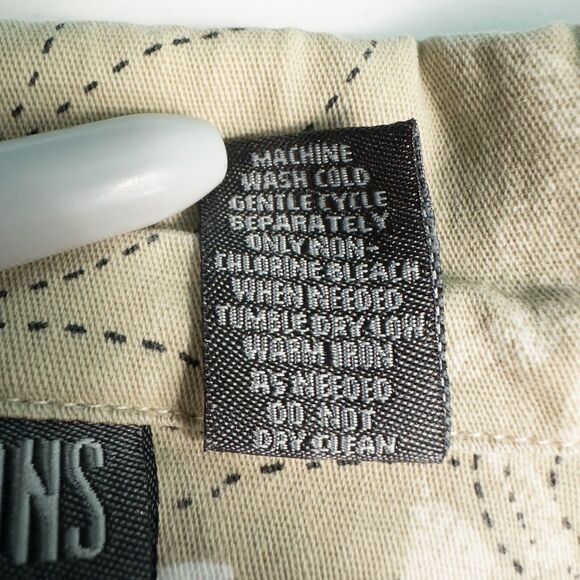 MACHINE
WASH COLD
GENTLE CYCLE
SEPARATELY
ONLY NON-
CHLORINE BLEACH
WHEN NEEDED
TUMBLE DRY LOW
WARM IRON
AS NEEDED
DO NOT
DRY CLEAN
ONS